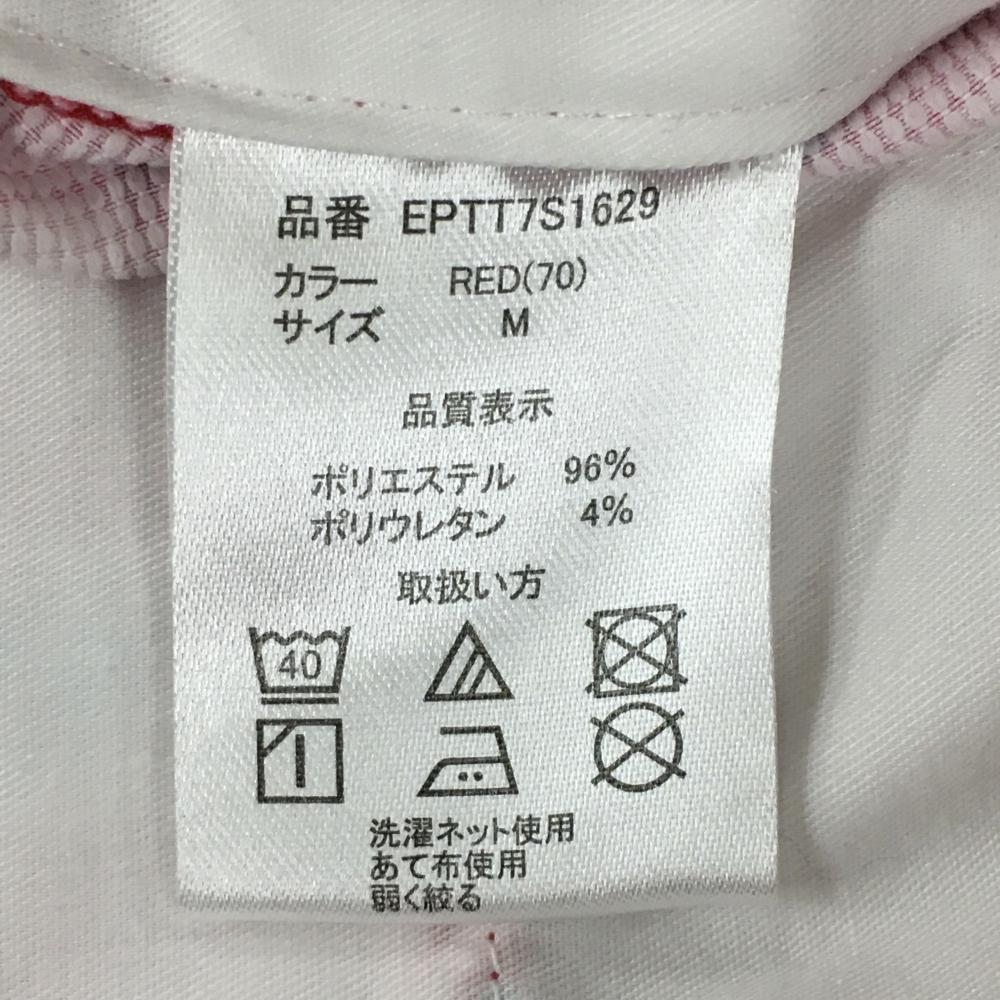 品番 EPTT7S1629
カラー RED(70)
サイズ M
品質表示
ポリエステル 96%
ポリウレタン 4%
取扱い方
40
洗濯ネット使用
あて布使用
弱く絞る